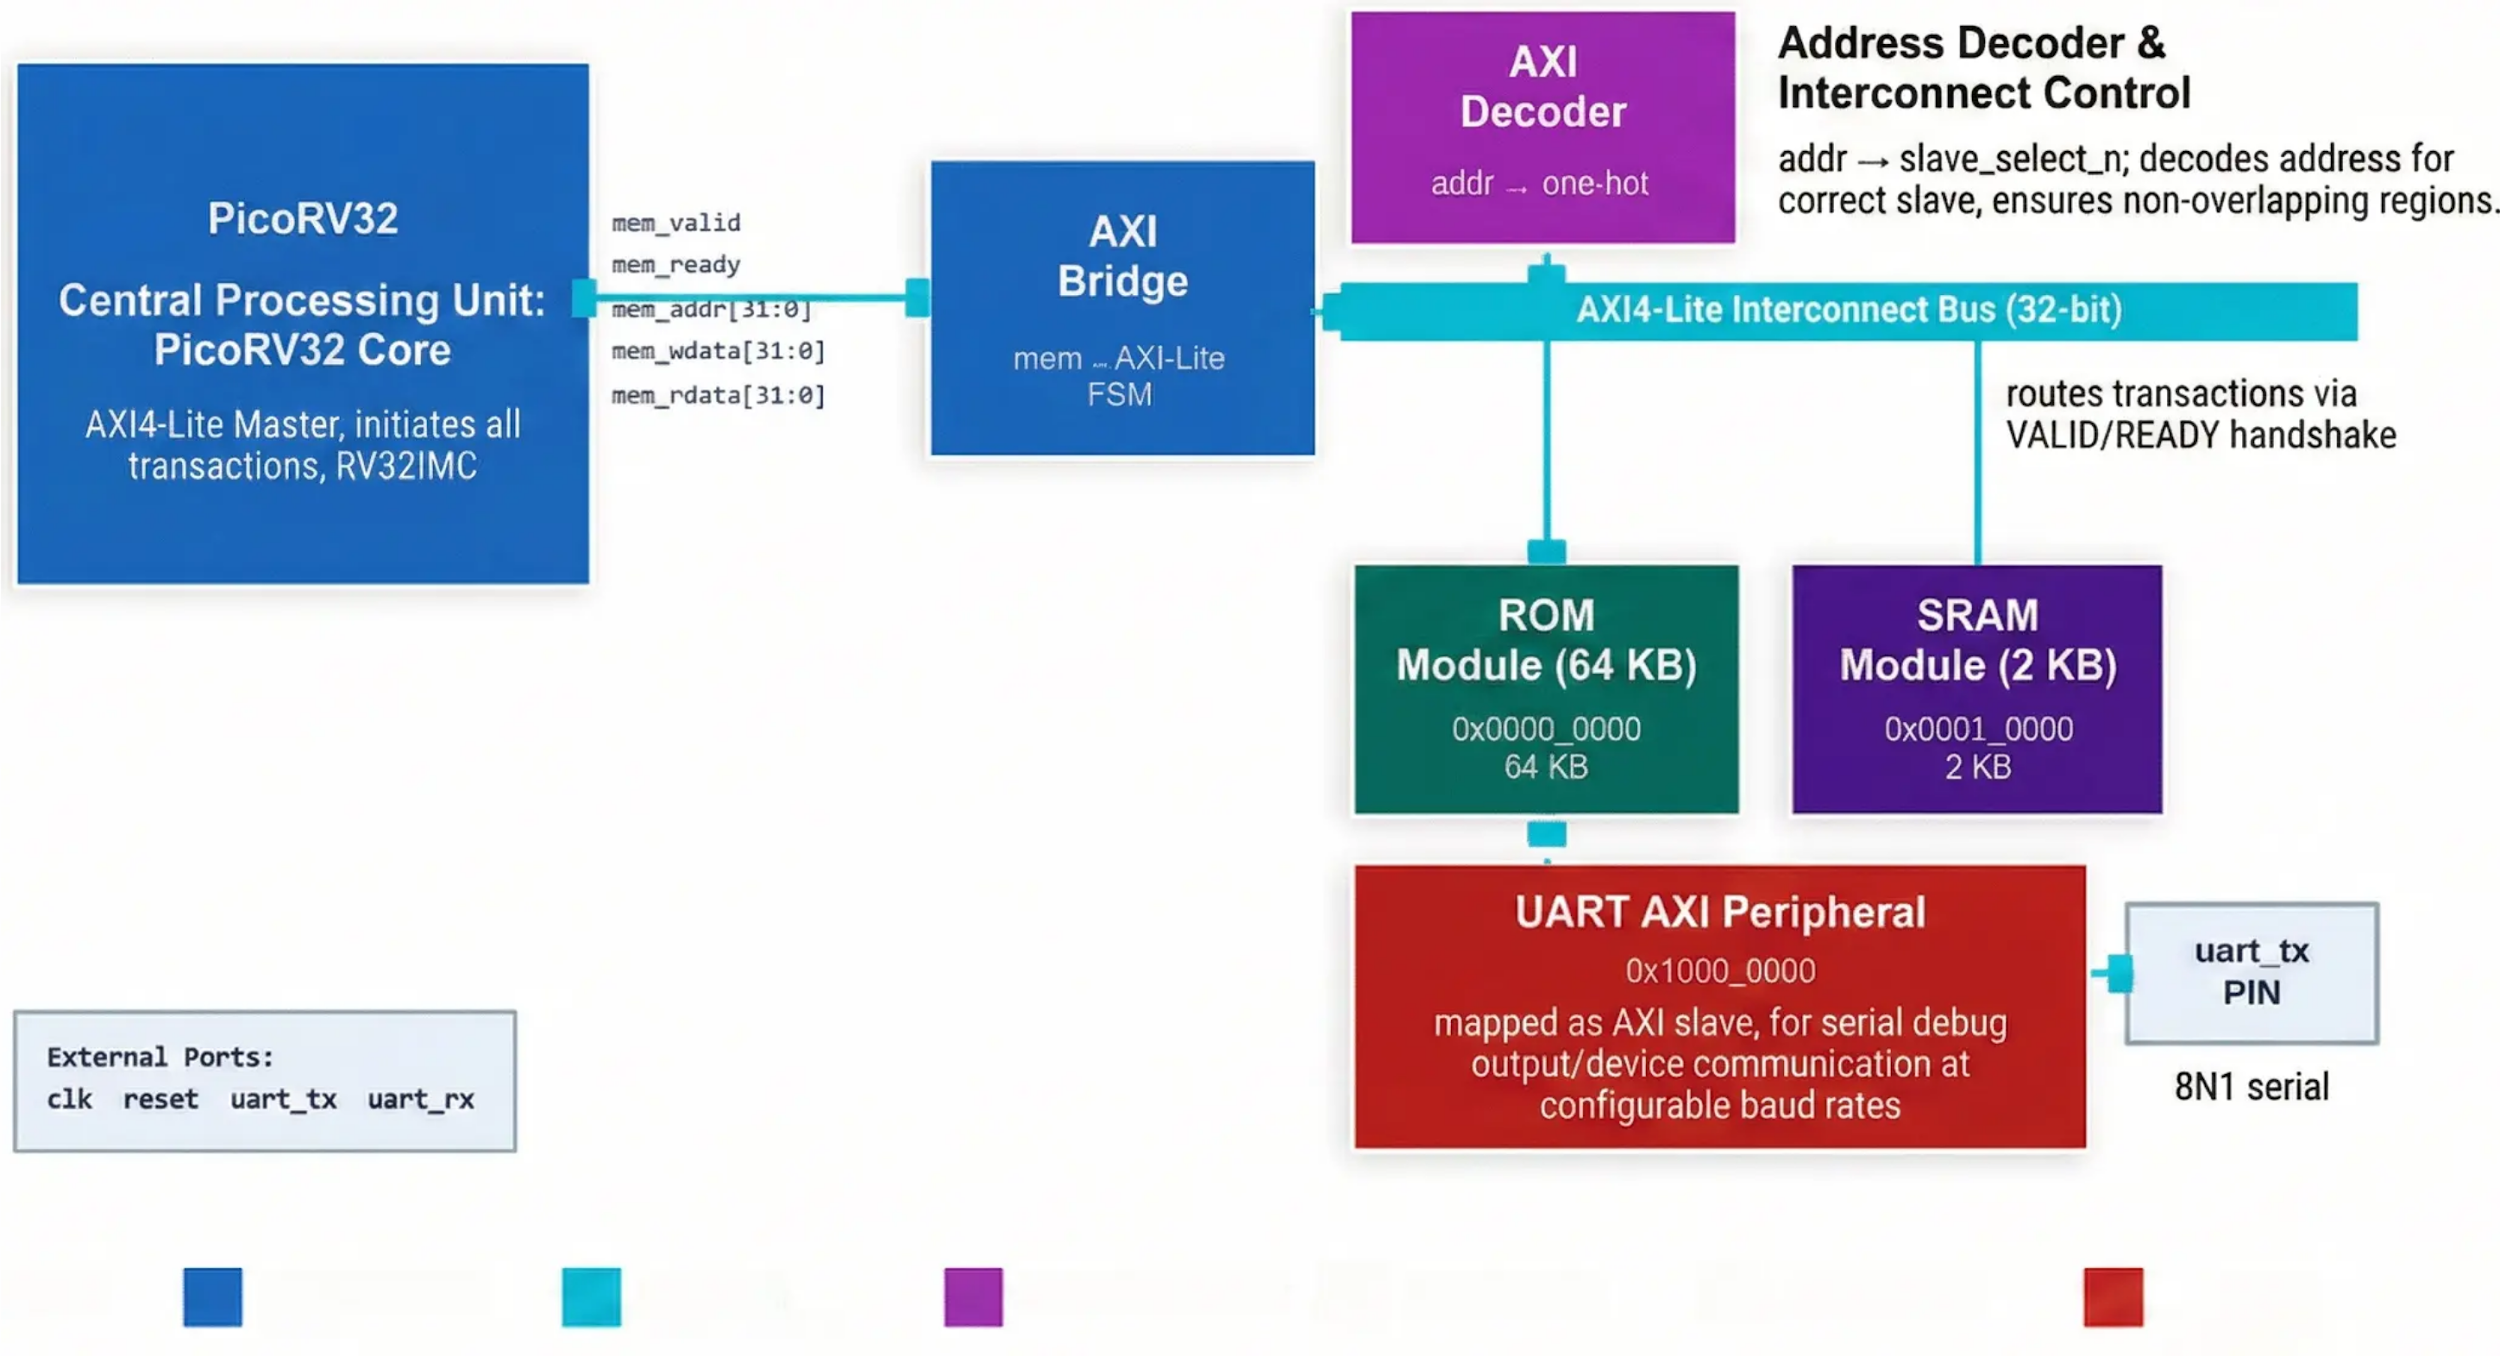 PicoRV32
Central Processing Unit:
PicoRV32 Core
AXI4-Lite Master, initiates all
transactions, RV32IMC
mem_valid
mem_ready
mem_addr[31:0]
mem_wdata[31:0]
mem_rdata[31:0]
AXI
Bridge
mem AXI-Lite
FSM
AXI
Decoder
addr → one-hot
Address Decoder &
Interconnect Control
addr → slave_select_n; decodes address for
correct slave, ensures non-overlapping regions.
AXI4-Lite Interconnect Bus (32-bit)
routes transactions via
VALID/READY handshake
ROM
Module (64 KB)
0x0000_0000
64 KB
SRAM
Module (2 KB)
0x0001_0000
2 KB
UART AXI Peripheral
0x1000_0000
mapped as AXI slave, for serial debug
output/device communication at
configurable baud rates
uart_tx
PIN
8N1 serial
External Ports:
clk reset uart_tx uart_rx